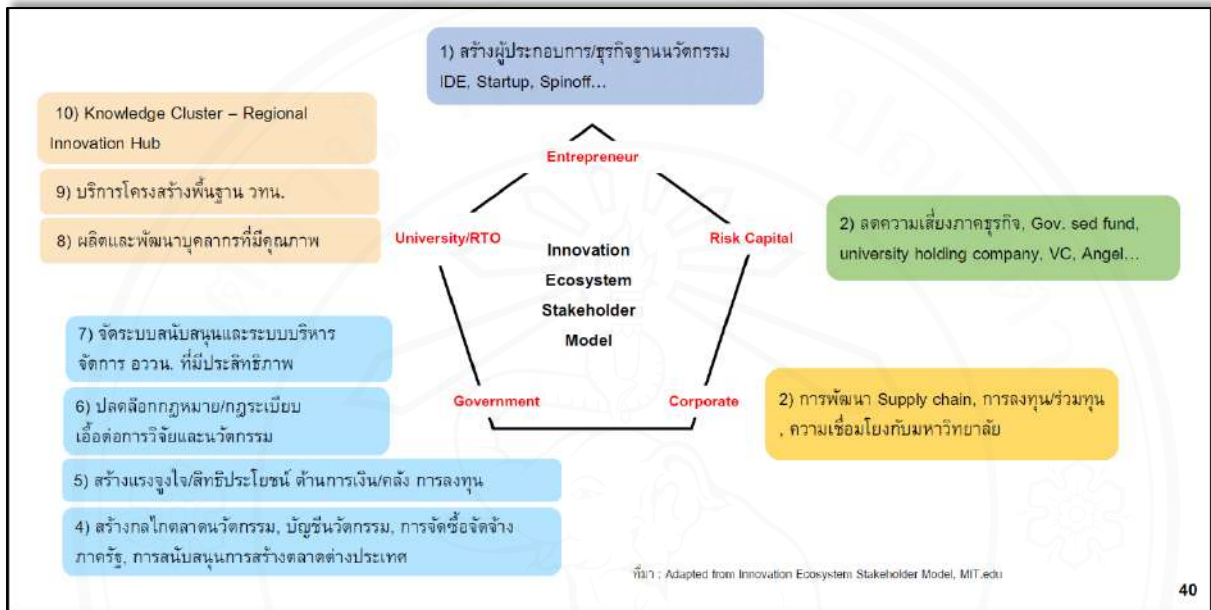 1) สร้างผู้ประกอบการ/ธุรกิจฐานนวัตกรรม
IDE, Startup, Spinoff...
10) Knowledge Cluster – Regional
Innovation Hub
9) บริการโครงสร้างพื้นฐาน วทน.
8) ผลิตและพัฒนาบุคลากรที่มีคุณภาพ
Entrepreneur
University/RTO
Risk Capital
Innovation
Ecosystem
Stakeholder
Model
2) ลดความเสี่ยงภาคธุรกิจ, Gov. sed fund,
university holding company, VC, Angel...
7) จัดระบบสนับสนุนและระบบบริหาร
จัดการ อววน. ที่มีประสิทธิภาพ
6) ปลดล๊อกกฎหมาย/กฎระเบียบ
เอื้อต่อการวิจัยและนวัตกรรม
Government
Corporate
2) การพัฒนา Supply chain, การลงทุน/ร่วมทุน
, ความเชื่อมโยงกับมหาวิทยาลัย
5) สร้างแรงจูงใจ/สิทธิประโยชน์ ด้านการเงิน/คลัง การลงทุน
4) สร้างกลไกตลาดนวัตกรรม, บัญชีนวัตกรรม, การจัดซื้อจัดจ้าง
ภาครัฐ, การสนับสนุนการสร้างตลาดต่างประเทศ
ที่มา : Adapted from Innovation Ecosystem Stakeholder Model, MIT.edu
40